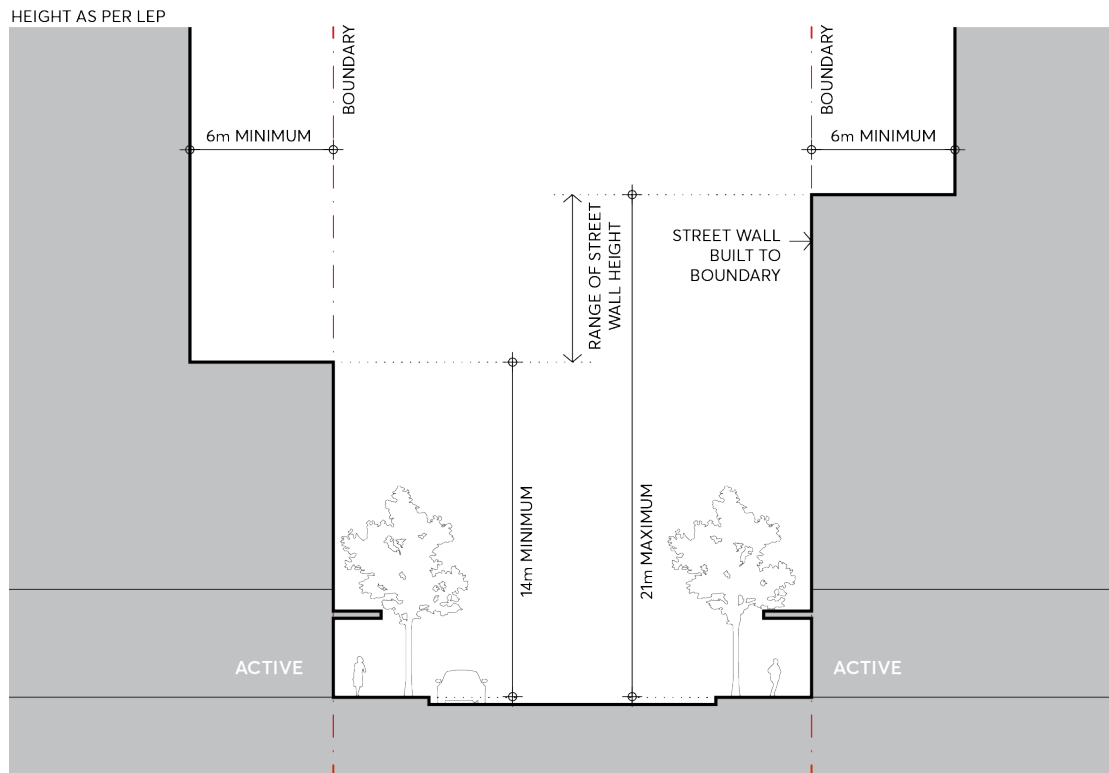 HEIGHT AS PER LEP
BOUNDARY
BOUNDARY
6m MINIMUM
6m MINIMUM
RANGE OF STREET
WALL HEIGHT
STREET WALL
BUILT TO
BOUNDARY
14m MINIMUM
21m MAXIMUM
ACTIVE
ACTIVE